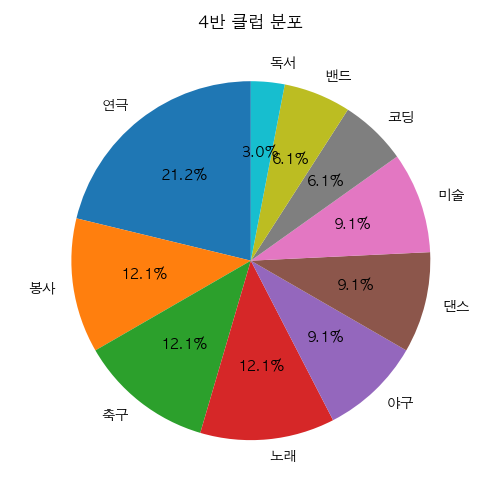 4반 클럽 분포
연극
21.2%
봉사
12.1%
축구
12.1%
노래
12.1%
야구
9.1%
댄스
9.1%
미술
9.1%
코딩
6.1%
밴드
6.1%
독서
3.0%